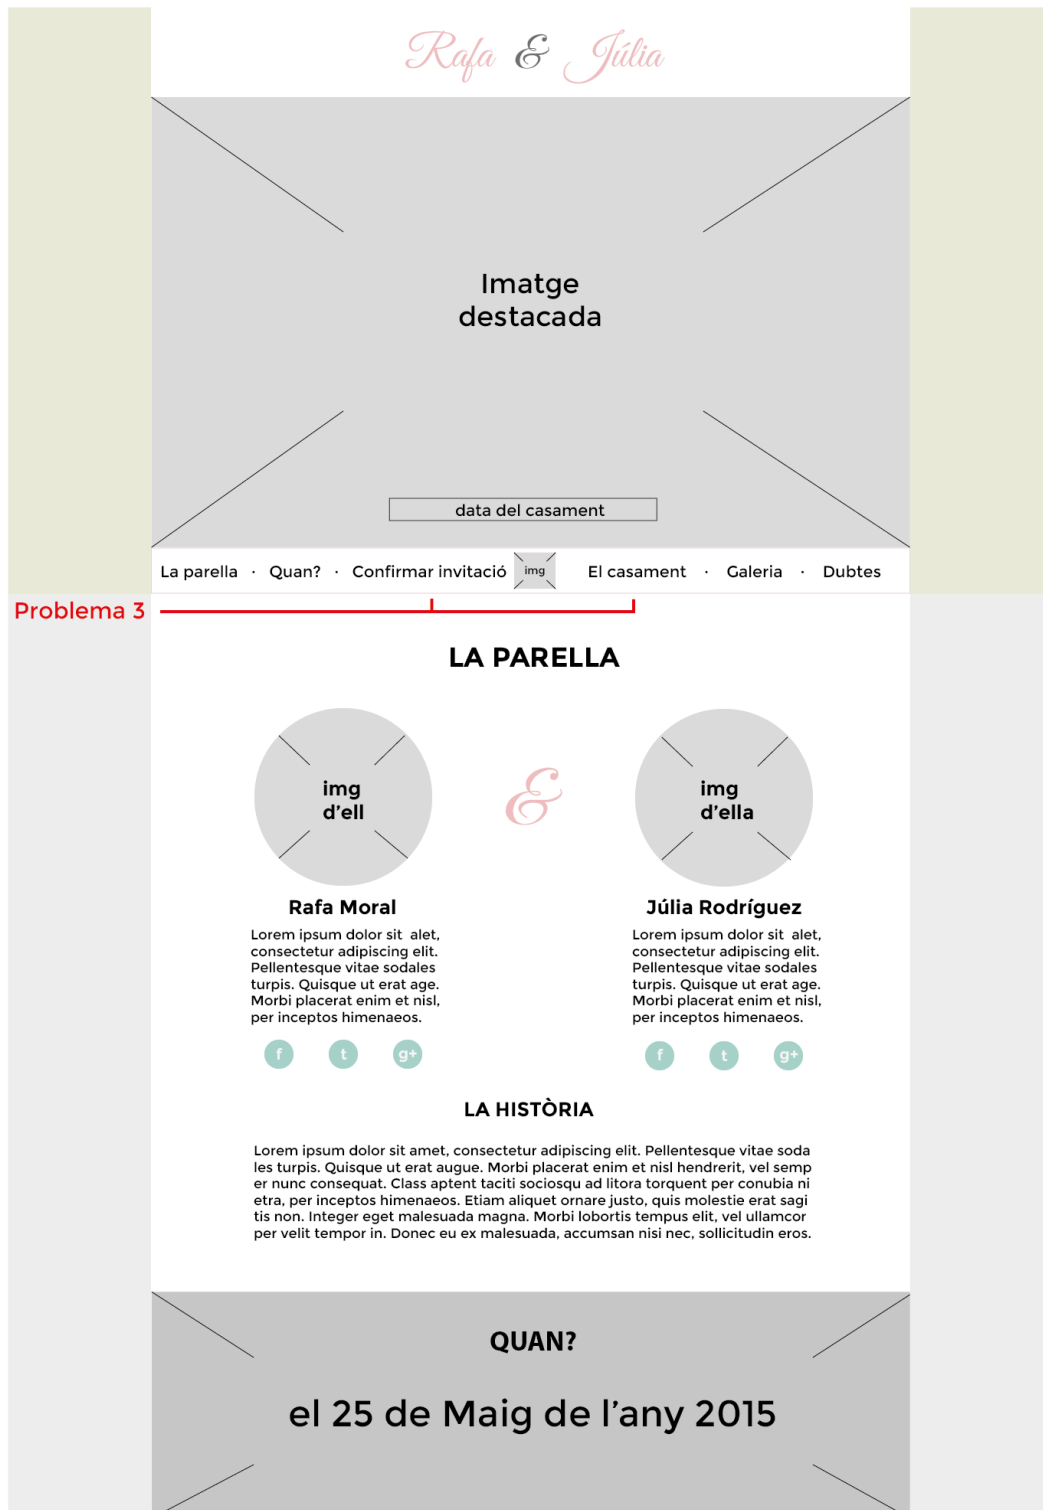 Rafa & Júlia
Imatge
destacada
data del casament
La parella · Quan? · Confirmar invitació img El casament · Galeria · Dubtes
Problema 3
LA PARELLA
img
d'ell
&
img
d'ella
Rafa Moral
Lorem ipsum dolor sit alet,
consectetur adipiscing elit.
Pellentesque vitae sodales
turpis. Quisque ut erat age.
Morbi placerat enim et nisl,
per inceptos himenaeos.
f t g+
Júlia Rodríguez
Lorem ipsum dolor sit alet,
consectetur adipiscing elit.
Pellentesque vitae sodales
turpis. Quisque ut erat age.
Morbi placerat enim et nisl,
per inceptos himenaeos.
f t g+
LA HISTÒRIA
Lorem ipsum dolor sit amet, consectetur adipiscing elit. Pellentesque vitae soda
les turpis. Quisque ut erat augue. Morbi placerat enim et nisl hendrerit, vel semp
er nunc consequat. Class aptent taciti sociosqu ad litora torquent per conubia ni
etra, per inceptos himenaeos. Etiam aliquet ornare justo, quis molestie erat sagi
tis non. Integer eget malesuada magna. Morbi lobortis tempus elit, vel ullamcor
per velit tempor in. Donec eu ex malesuada, accumsan nisi nec, sollicitudin eros.
QUAN?
el 25 de Maig de l'any 2015